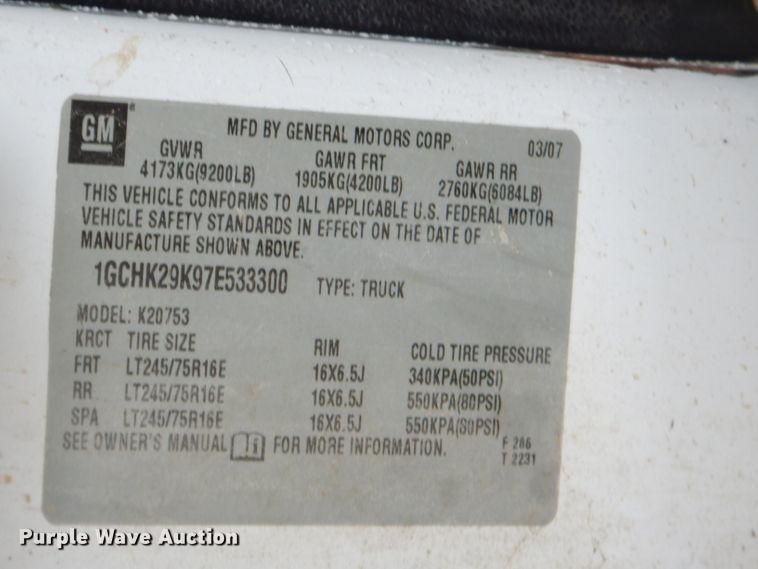 GM
MFD BY GENERAL MOTORS CORP. 03/07
GVWR GAWR FRT GAWR RR
4173KG(9200LB) 1905KG(4200LB) 2760KG(6084LB)
THIS VEHICLE CONFORMS TO ALL APPLICABLE U.S. FEDERAL MOTOR
VEHICLE SAFETY STANDARDS IN EFFECT ON THE DATE OF
MANUFACTURE SHOWN ABOVE.
1GCHK29K97E533300 TYPE: TRUCK
MODEL: K20753
KRCT TIRE SIZE RIM COLD TIRE PRESSURE
FRT LT245/75R16E 16X6.5J 340KPA(50PSI)
RR LT245/75R16E 16X6.5J 550KPA(80PSI)
SPA LT245/75R16E 16X6.5J 550KPA(80PSI)
SEE OWNER'S MANUAL FOR MORE INFORMATION.
F 286
T 2231
Purple Wave Auction